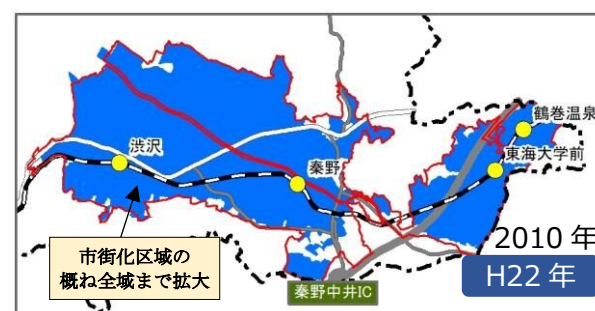 鶴巻温泉
渋沢
東海大学前
秦野
市街化区域の
概ね全域まで拡大
2010 年
H22 年
秦野中井IC